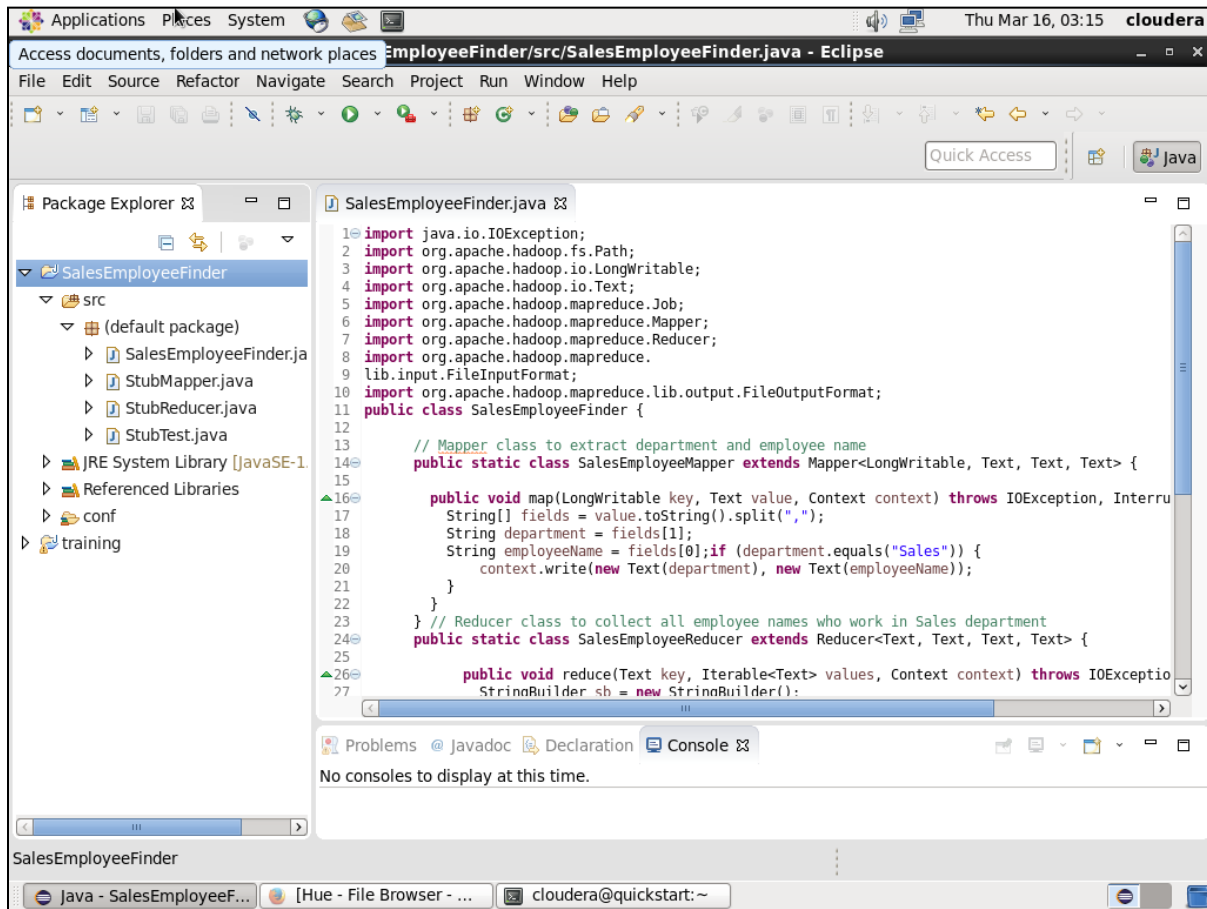 Applications Places System Thu Mar 16, 03:15 cloudera
Access documents, folders and network places EmployeeFinder/src/SalesEmployeeFinder.java - Eclipse
File Edit Source Refactor Navigate Search Project Run Window Help
Quick Access Java
Package Explorer
SalesEmployeeFinder
src
(default package)
SalesEmployeeFinder.ja
StubMapper.java
StubReducer.java
StubTest.java
JRE System Library [JavaSE-1.
Referenced Libraries
conf
training
SalesEmployeeFinder.java
1 import java.io.IOException;
2 import org.apache.hadoop.fs.Path;
3 import org.apache.hadoop.io.LongWritable;
4 import org.apache.hadoop.io.Text;
5 import org.apache.hadoop.mapreduce.Job;
6 import org.apache.hadoop.mapreduce.Mapper;
7 import org.apache.hadoop.mapreduce.Reducer;
8 import org.apache.hadoop.mapreduce.
9 lib.input.FileInputFormat;
10 import org.apache.hadoop.mapreduce.lib.output.FileOutputFormat;
11 public class SalesEmployeeFinder {
12
13 // Mapper class to extract department and employee name
14 public static class SalesEmployeeMapper extends Mapper<LongWritable, Text, Text, Text> {
15
16 public void map(LongWritable key, Text value, Context context) throws IOException, Interru
17 String[] fields = value.toString().split(",");
18 String department = fields[1];
19 String employeeName = fields[0];if (department.equals("Sales")) {
20 context.write(new Text(department), new Text(employeeName));
21 }
22 }
23 } // Reducer class to collect all employee names who work in Sales department
24 public static class SalesEmployeeReducer extends Reducer<Text, Text, Text, Text> {
25
26 public void reduce(Text key, Iterable<Text> values, Context context) throws IOExceptio
27 StringBuilder sb = new StringBuilder();
Problems @ Javadoc Declaration Console
No consoles to display at this time.
SalesEmployeeFinder
Java - SalesEmployeeF... [Hue - File Browser - ... cloudera@quickstart:~